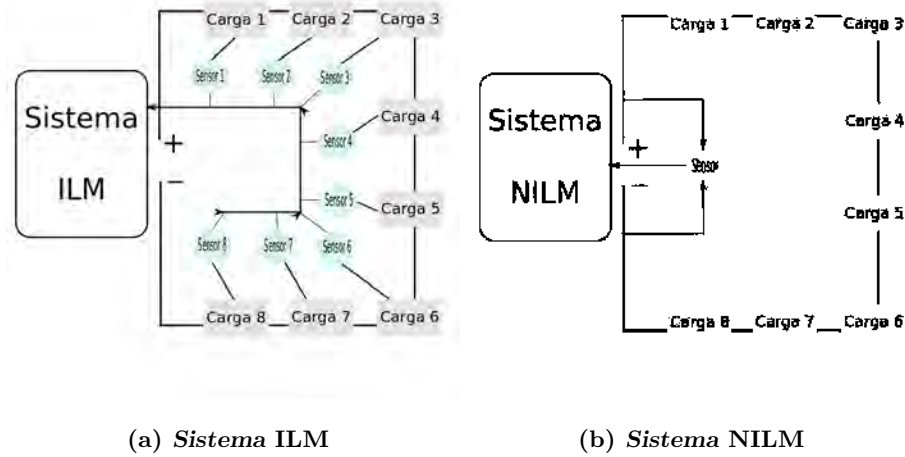 Carga 1 Carga 2 Carga 3
Sensor 1 Sensor 2 Sensor 3
Sistema
ILM
+
−
Sensor 4 Carga 4
Sensor 5 Carga 5
Sensor 8 Sensor 7 Sensor 6
Carga 8 Carga 7 Carga 6
(a) Sistema ILM
Carga 1 Carga 2 Carga 3
Sistema
NILM
Carga 4
+
Sensor
−
Carga 5
Carga 8 Carga 7 Carga 6
(b) Sistema NILM